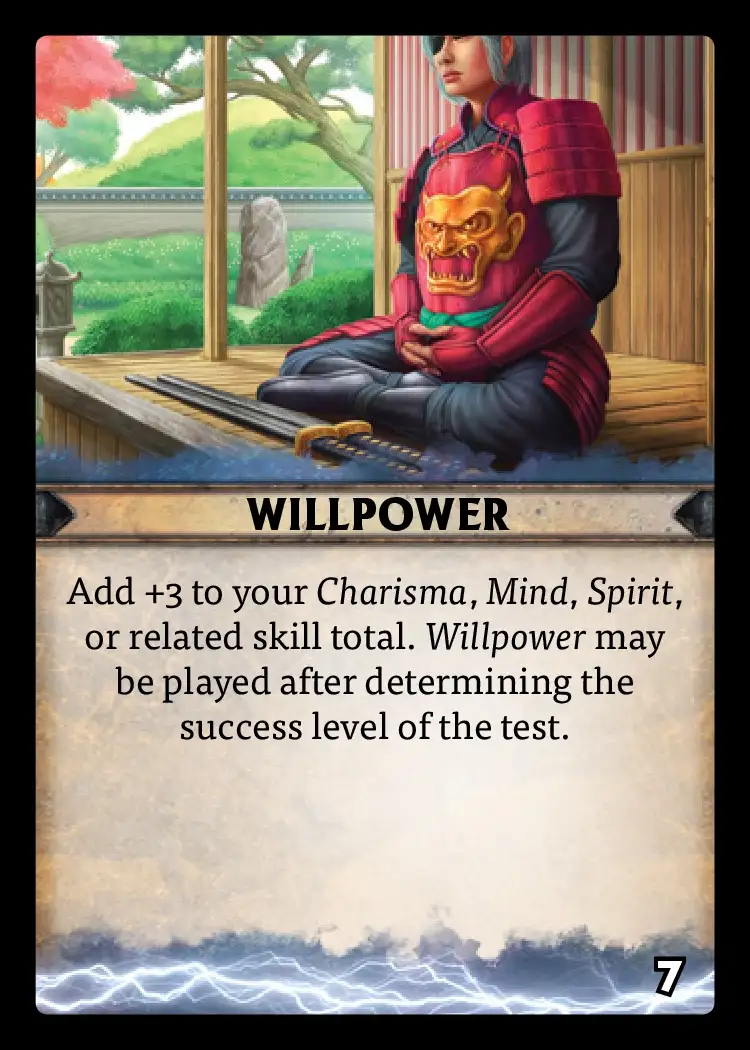 WILLPOWER
Add +3 to your Charisma, Mind, Spirit,
or related skill total. Willpower may
be played after determining the
success level of the test.
7